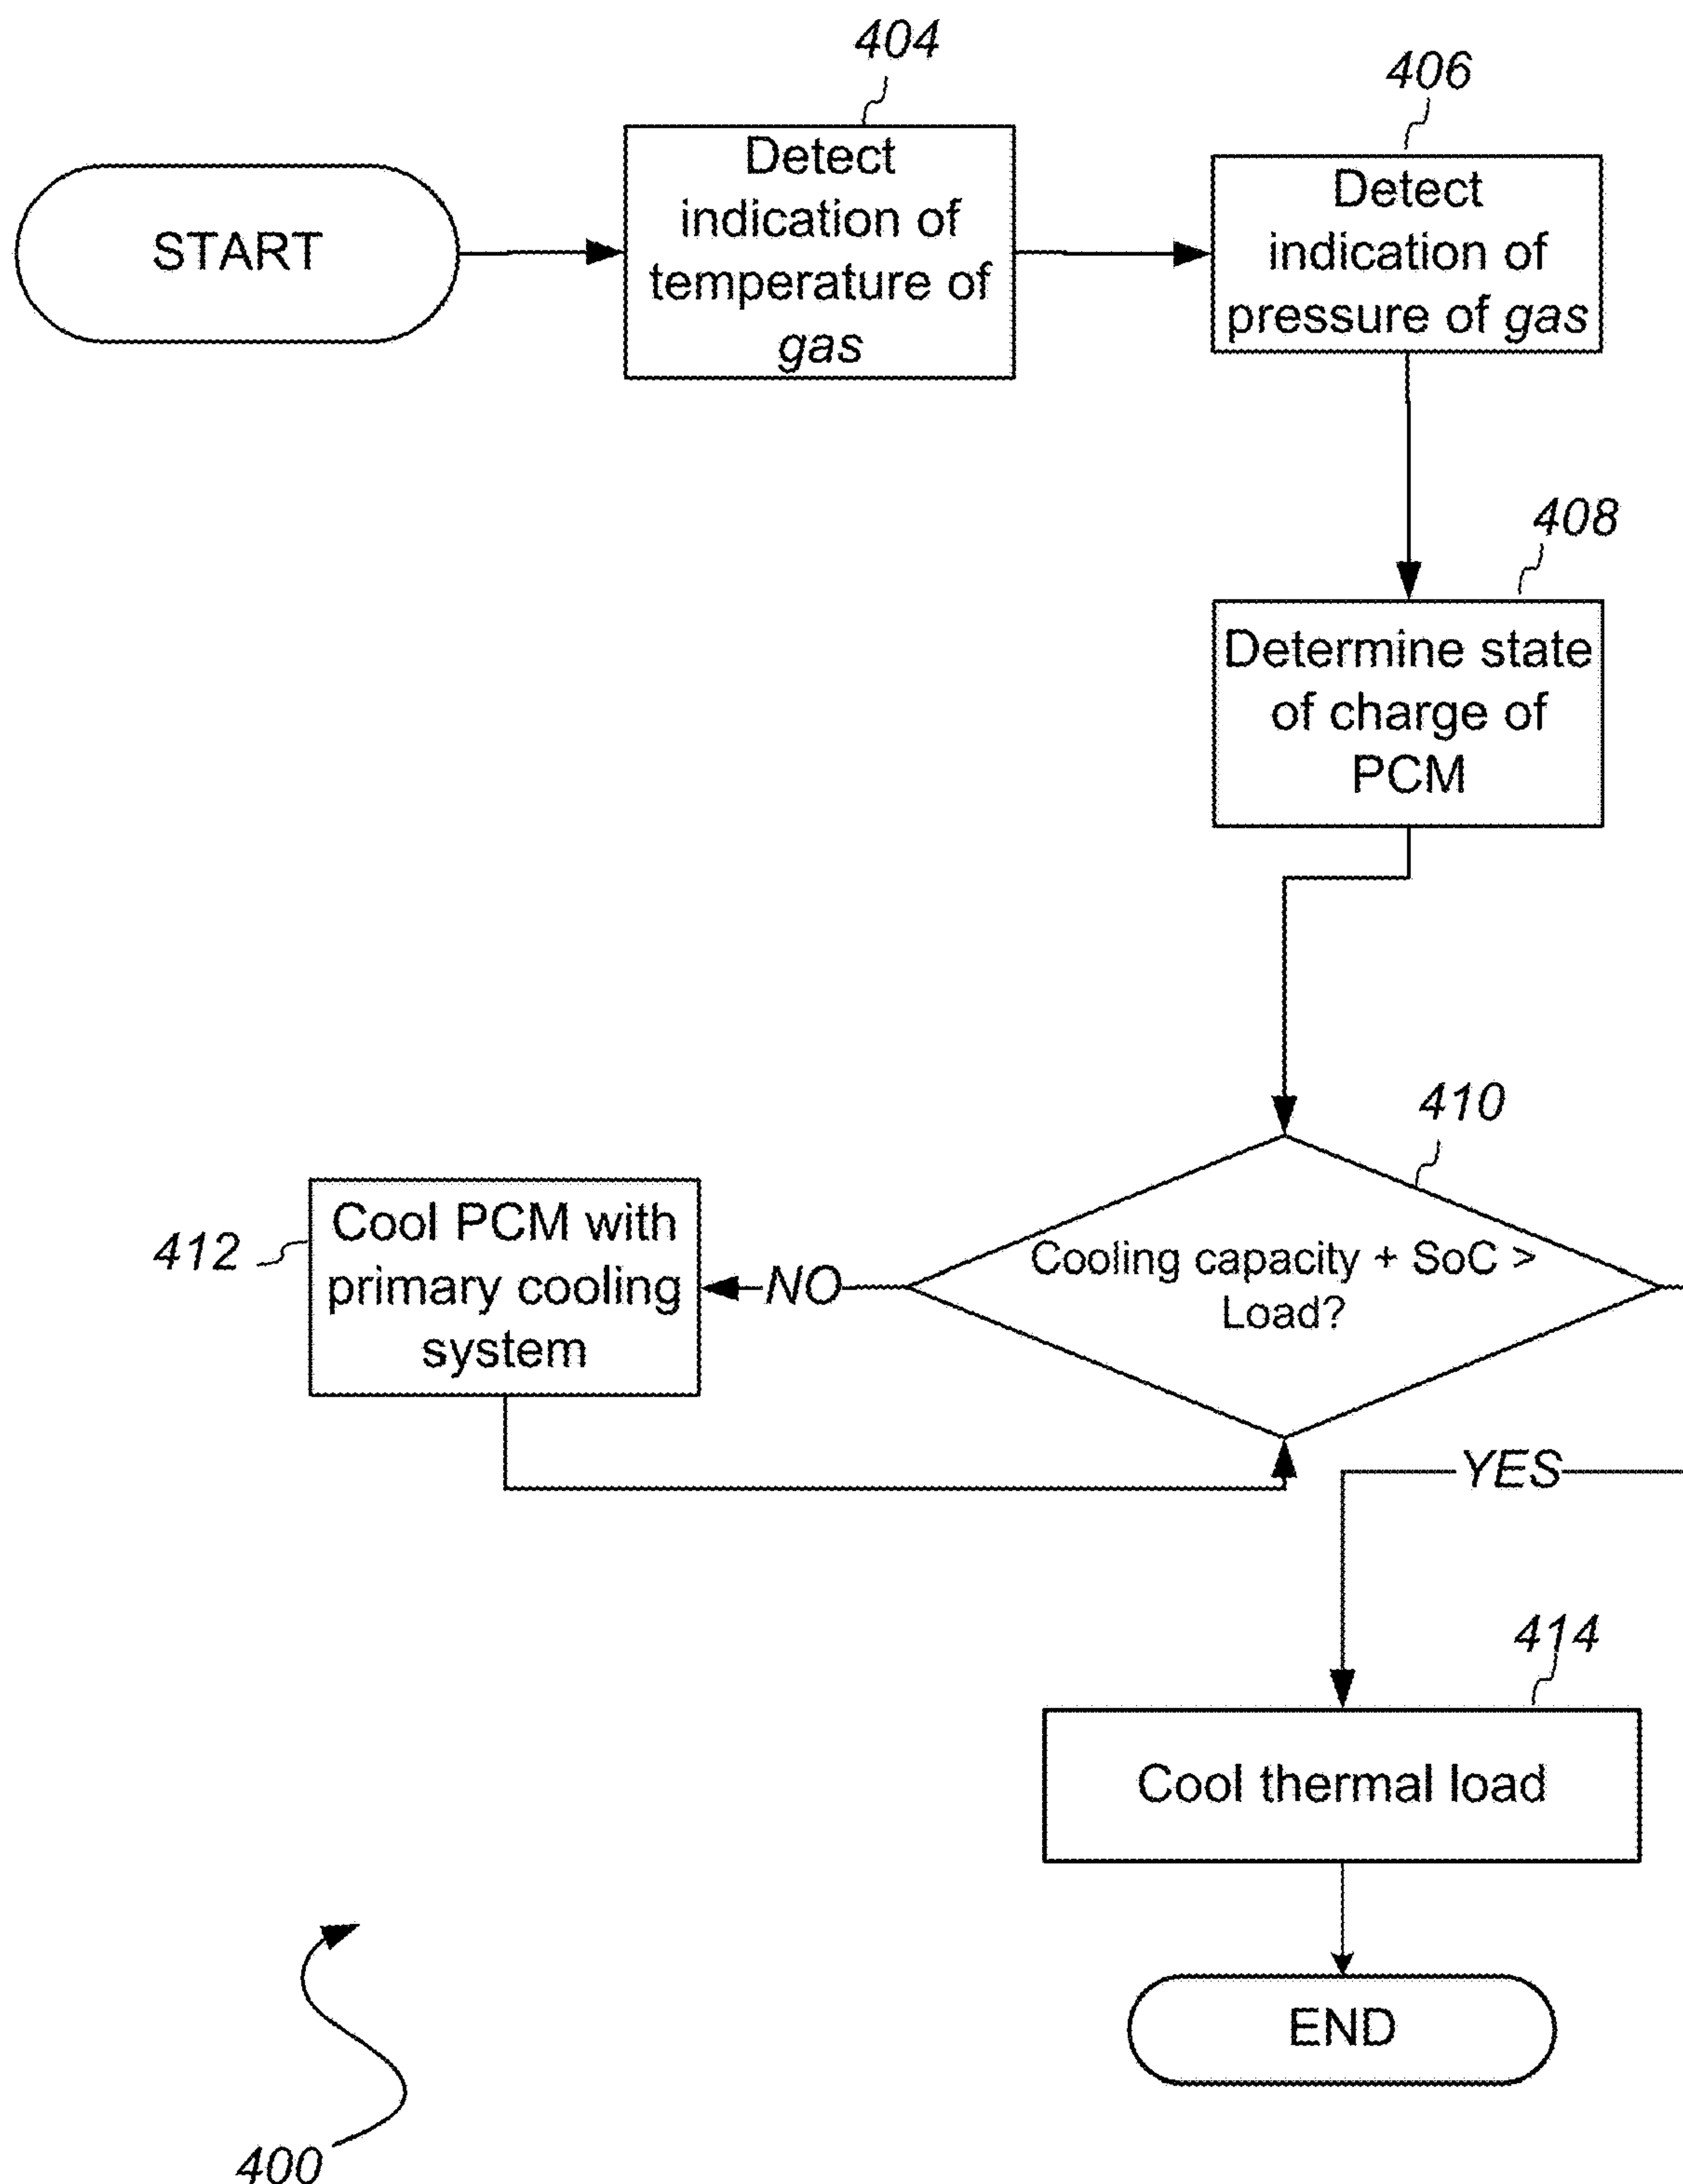 404
406
START
Detect
indication of
temperature of
gas
Detect
indication of
pressure of gas
408
Determine state
of charge of
PCM
410
412
Cool PCM with
primary cooling
system
NO
Cooling capacity + SoC >
Load?
YES
414
Cool thermal load
END
400